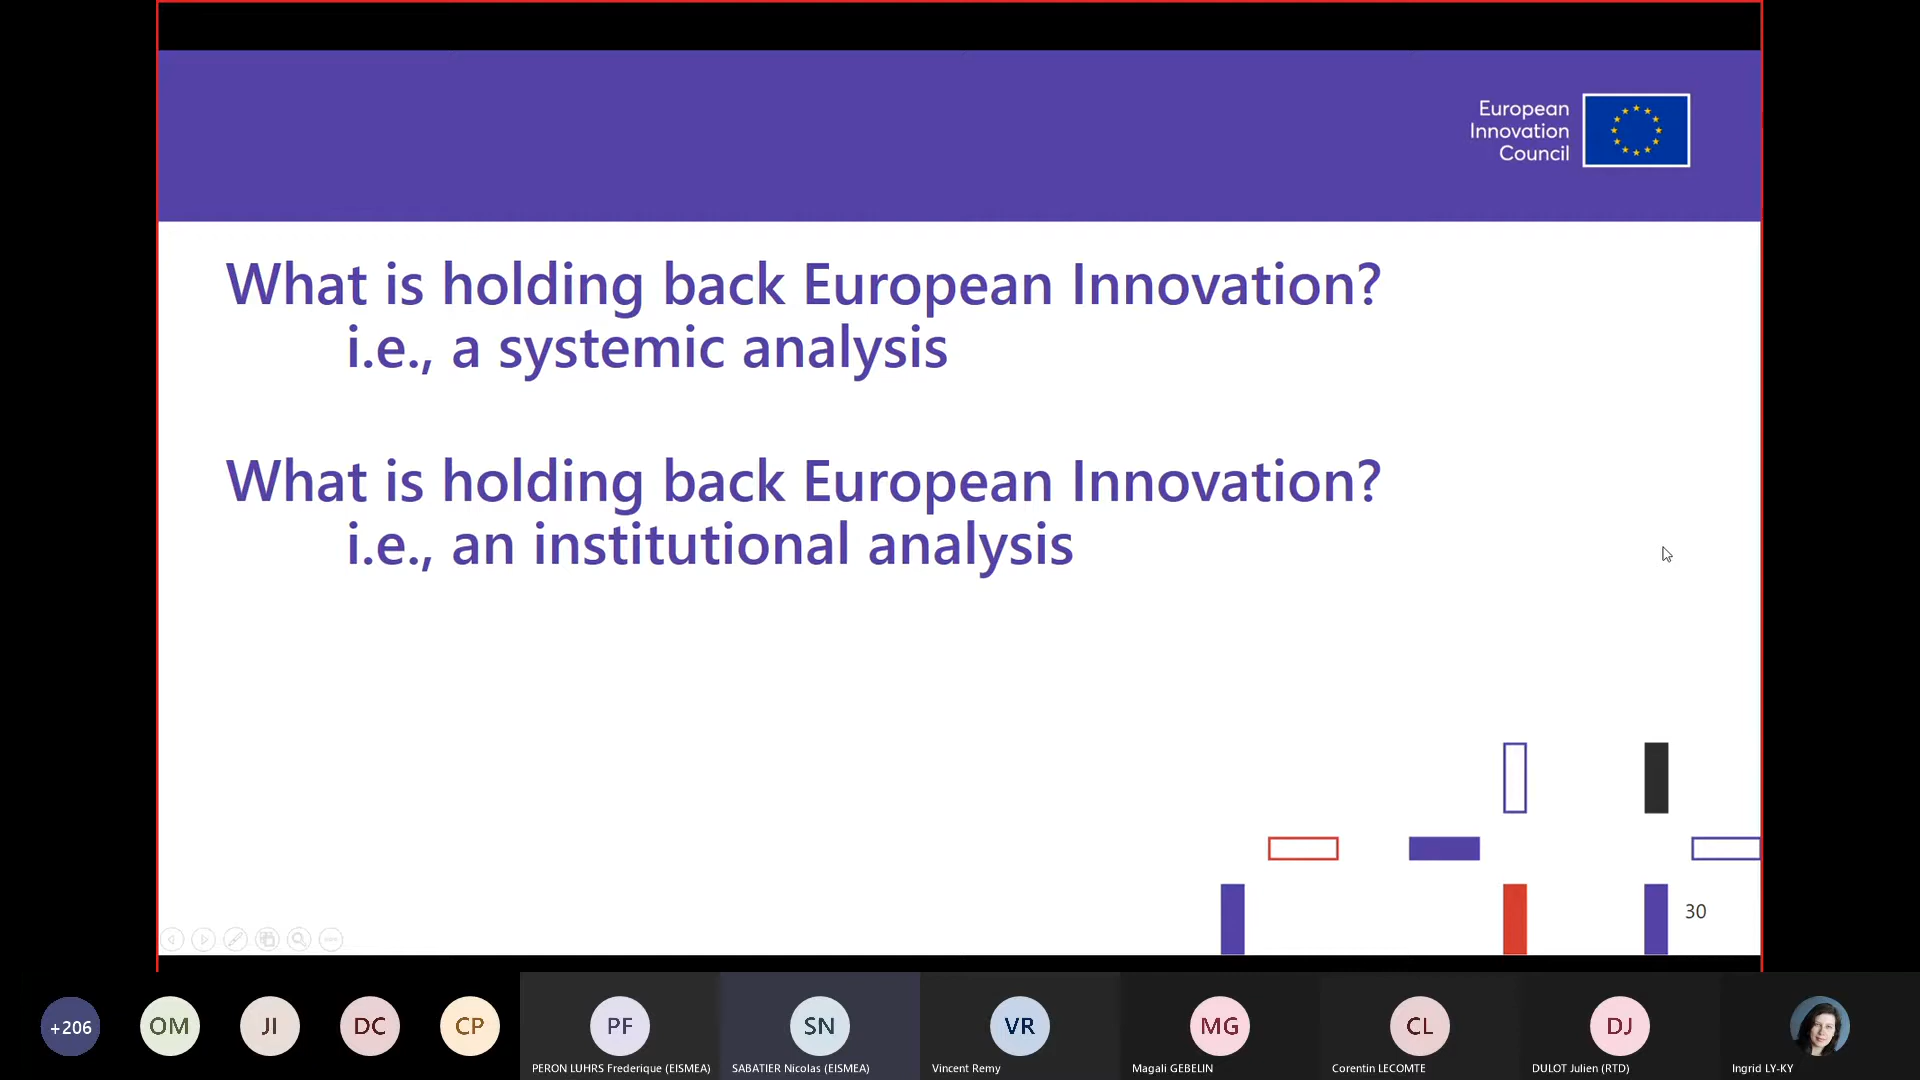 European
Innovation
Council
What is holding back European Innovation?
i.e., a systemic analysis
What is holding back European Innovation?
i.e., an institutional analysis
30
+206
OM
JI
DC
CP
PF
SN
VR
MG
CL
DJ
PERON LUHRS Frederique (EISMEA)
SABATIER Nicolas (EISMEA)
Vincent Remy
Magali GEBELIN
Corentin LECOMTE
DULOT Julien (RTD)
Ingrid LY-KY